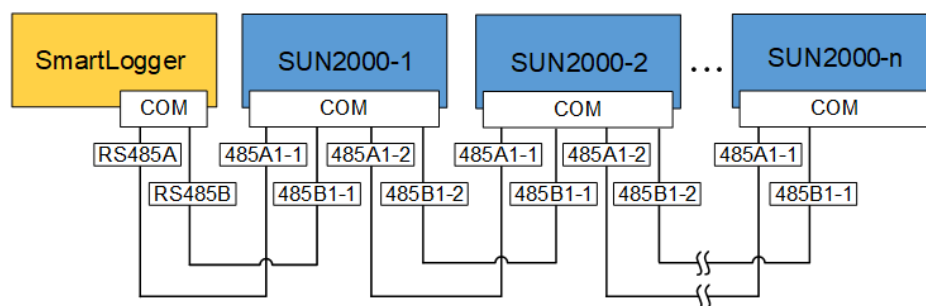 SmartLogger
SUN2000-1
SUN2000-2
...
SUN2000-n
COM
COM
COM
COM
RS485A
485A1-1
485A1-2
485A1-1
485A1-2
485A1-1
RS485B
485B1-1
485B1-2
485B1-1
485B1-2
485B1-1